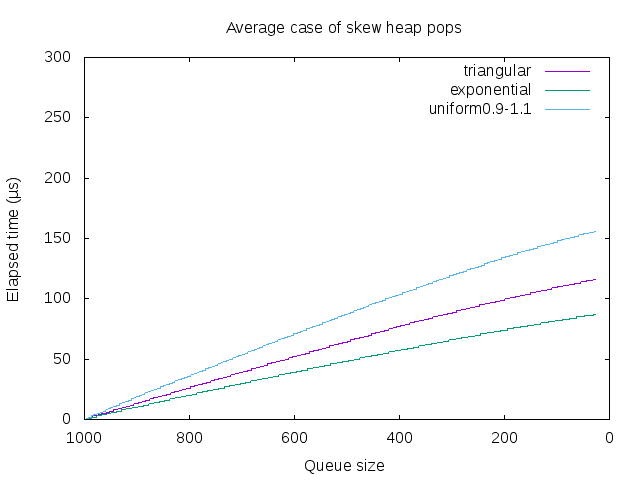 Average case of skew heap pops
triangular
exponential
uniform0.9-1.1
Elapsed time (µs)
300
250
200
150
100
50
0
1000 800 600 400 200 0
Queue size